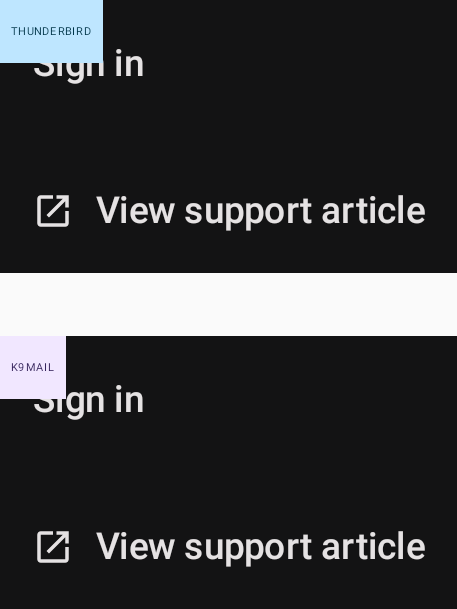 THUNDERBIRD
Sign in
View support article
K9MAIL
Sign in
View support article